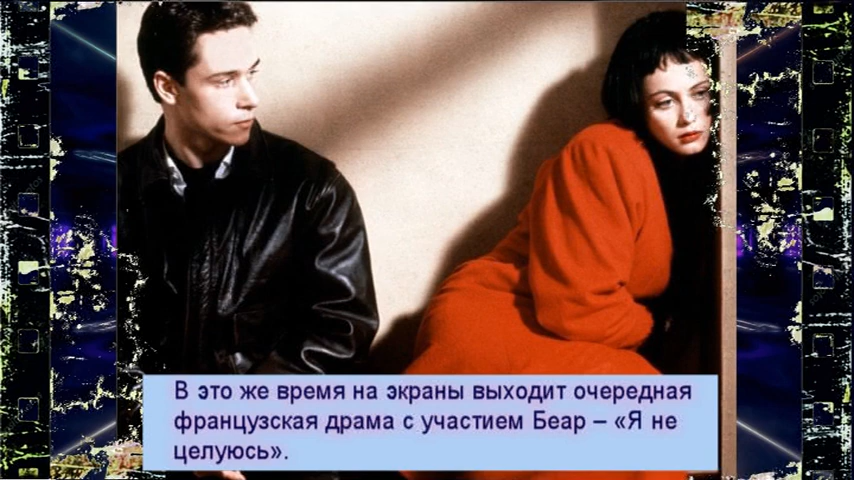 В это же время на экраны выходит очередная
французская драма с участием Беар – «Я не
целуюсь».